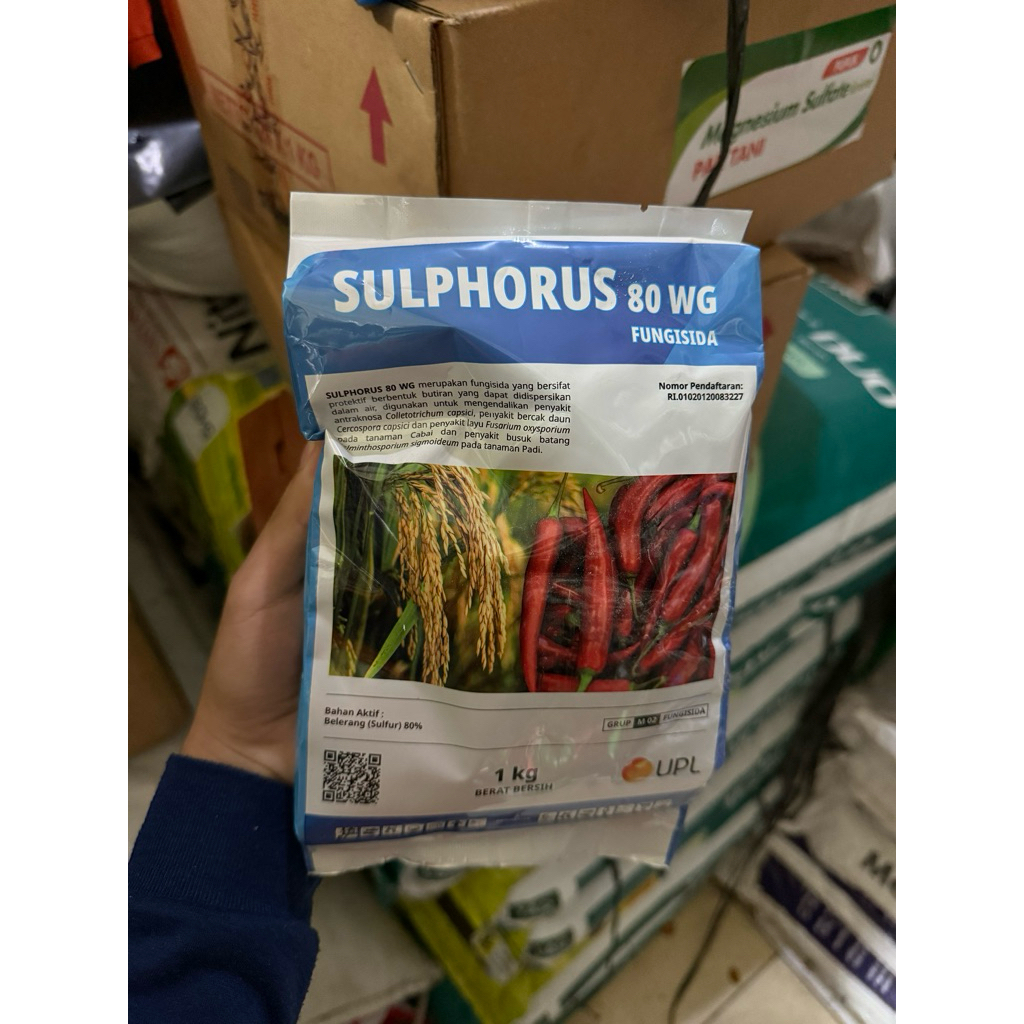 PUPUK
Magnesium Sulfate
PAK TANI
SULPHORUS 80 WG
FUNGISIDA
SULPHORUS 80 WG merupakan fungisida yang bersifat
protektif berbentuk butiran yang dapat didispersikan
dalam air, digunakan untuk mengendalikan penyakit
antraknosa Colletotrichum capsici, penyakit bercak daun
Cercospora capsici dan penyakit layu Fusarium oxysporium
pada tanaman Cabai dan penyakit busuk batang
lminthosporium sigmoideum pada tanaman Padi.
Nomor Pendaftaran:
RI.01020120083227
Bahan Aktif :
Belerang (Sulfur) 80%
GRUP M 02 FUNGISIDA
1 kg
BERAT BERSIH
UPL
Nit